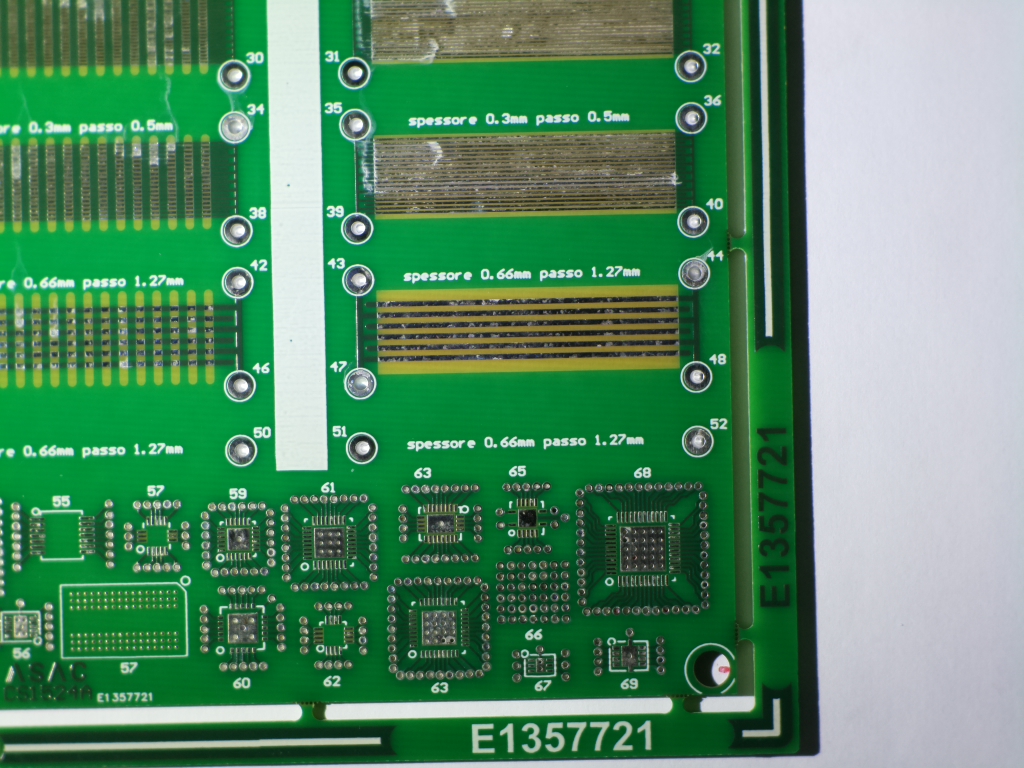 30 31 32
34 35 36
re 0.3mm passo 0.5mm spessore 0.3mm passo 0.5mm
38 39 40
42 43 44
e 0.66mm passo 1.27mm spessore 0.66mm passo 1.27mm
46 47 48
50 51 52
e 0.66mm passo 1.27mm spessore 0.66mm passo 1.27mm
55 57 59 61 63 65 68
56 57 60 62 63 66 67 69
ASAC
E1357721
E1357721
E1357721